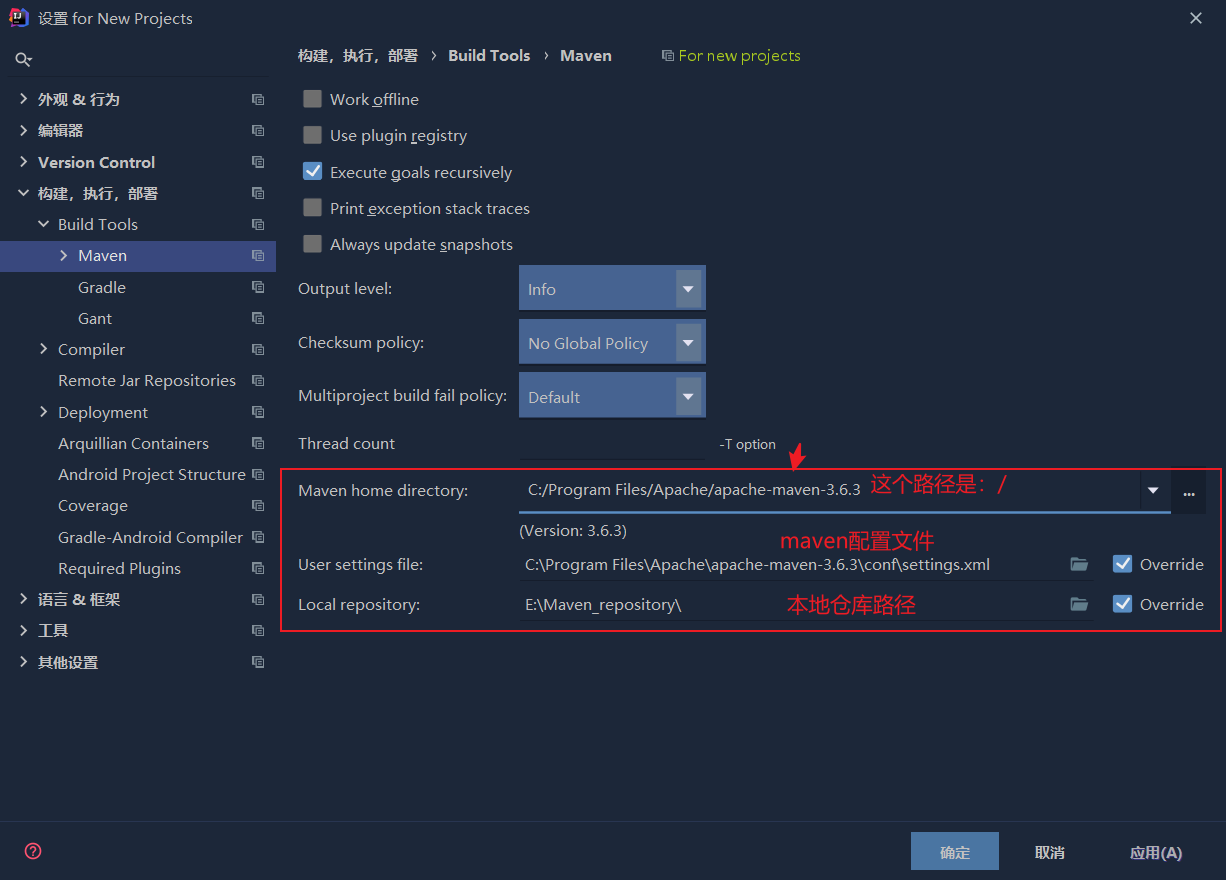 设置 for New Projects
构建，执行，部署 › Build Tools › Maven For new projects
外观 & 行为
编辑器
Version Control
构建，执行，部署
Build Tools
Maven
Gradle
Gant
Compiler
Remote Jar Repositories
Deployment
Arquillian Containers
Android Project Structure
Coverage
Gradle-Android Compiler
Required Plugins
语言 & 框架
工具
其他设置
Work offline
Use plugin registry
Execute goals recursively
Print exception stack traces
Always update snapshots
Output level: Info
Checksum policy: No Global Policy
Multiproject build fail policy: Default
Thread count -T option
Maven home directory: C:/Program Files/Apache/apache-maven-3.6.3 这个路径是：/ ...
(Version: 3.6.3)
maven配置文件
User settings file: C:\Program Files\Apache\apache-maven-3.6.3\conf\settings.xml Override
Local repository: E:\Maven_repository\ 本地仓库路径 Override
? 确定 取消 应用(A)